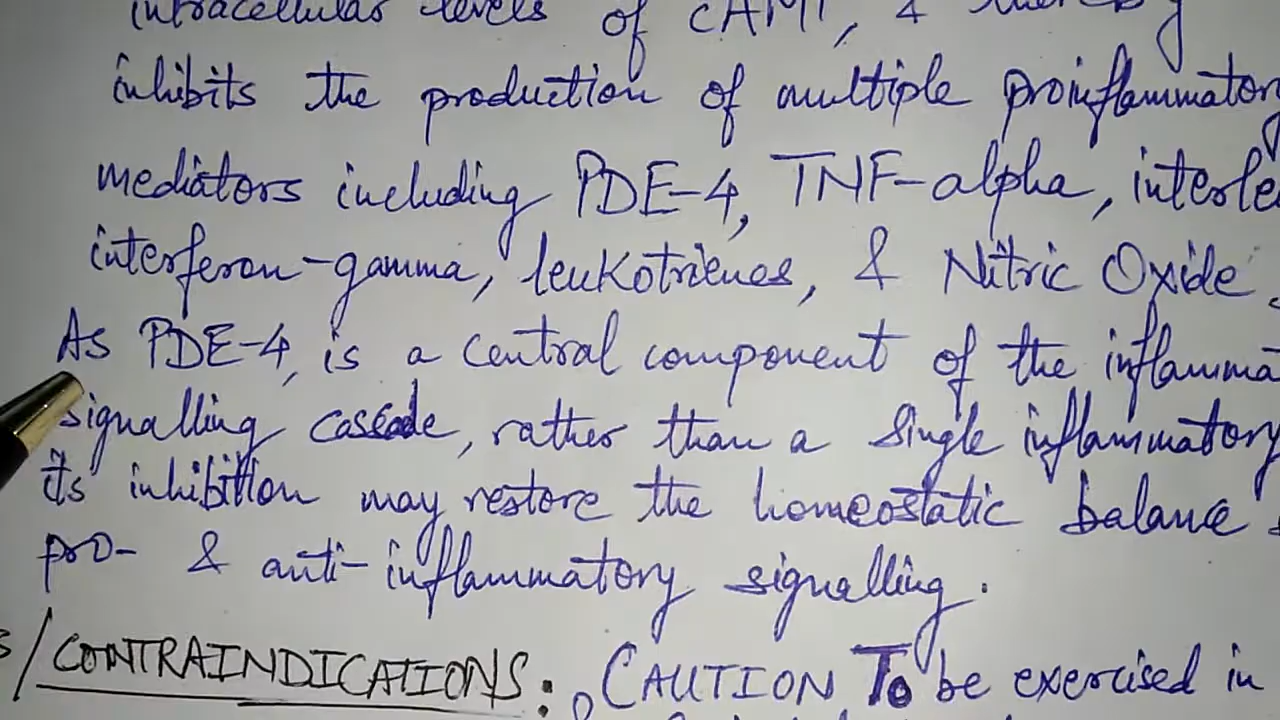 intracellular levels of cAMP, & thereby
inhibits the production of multiple proinflammatory
mediators including PDE-4, TNF-alpha,
interferon-gamma, leukotrienes, & Nitric Oxide.
As PDE-4, is a central component of the inflamma
signalling cascade, rather than a single inflammatory
its inhibition may restore the homeostatic balance
pro- & anti-inflammatory signalling.
/CONTRAINDICATIONS: CAUTION To be exercised in